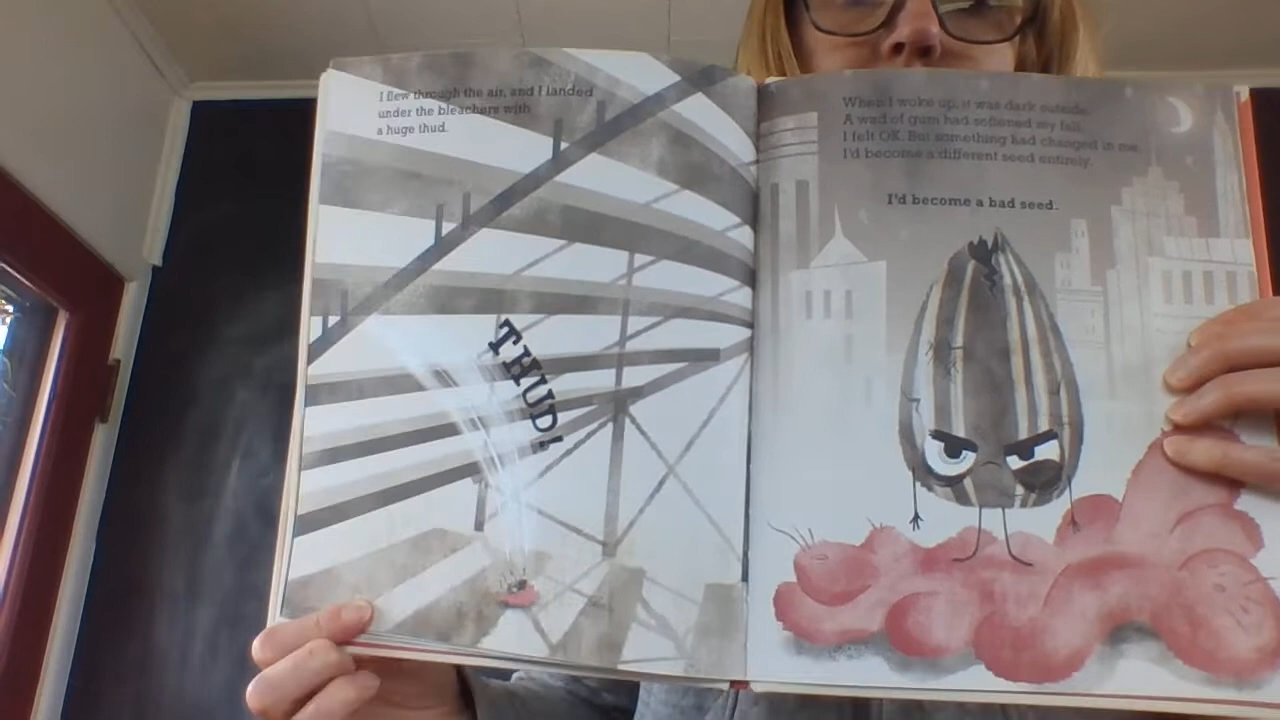 I flew through the air, and I landed
under the bleachers with
a huge thud.
THUD!
When I woke up, it was dark outside.
A wad of gum had softened my fall.
I felt OK. But something had changed in me.
I'd become a different seed entirely.
I'd become a bad seed.